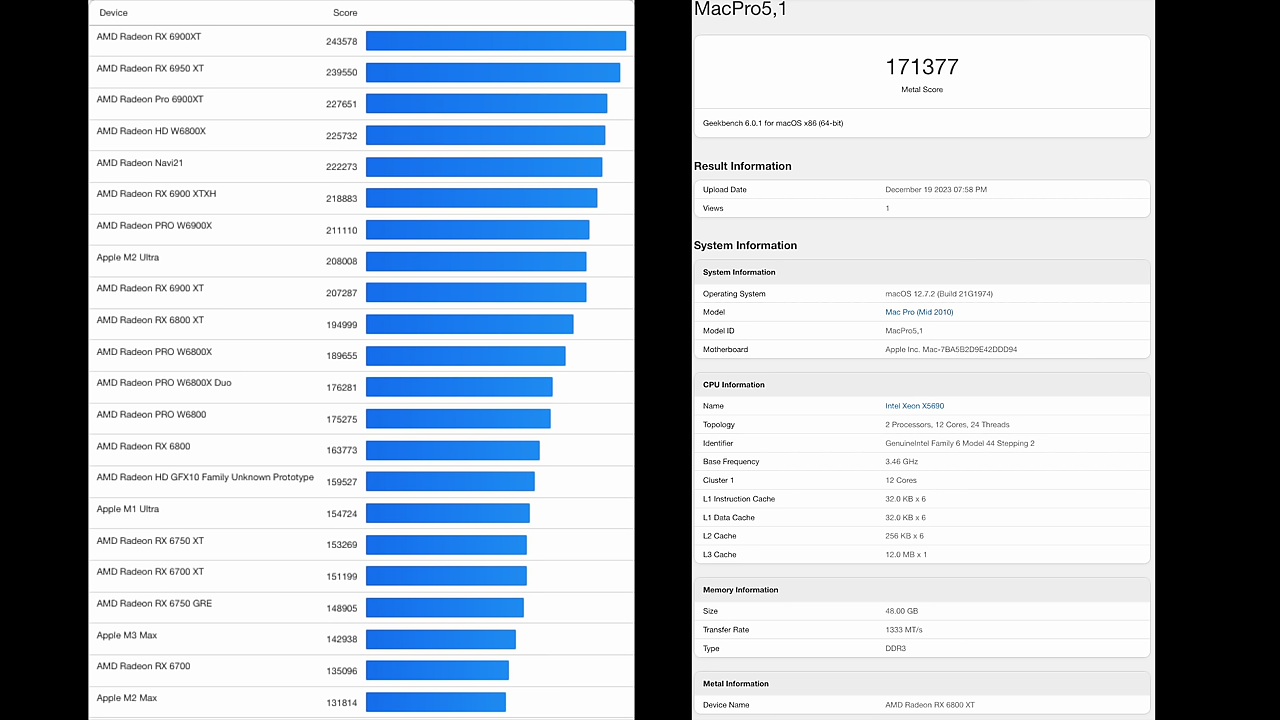 Device Score
AMD Radeon RX 6900XT 243578
AMD Radeon RX 6950 XT 239550
AMD Radeon Pro 6900XT 227651
AMD Radeon HD W6800X 225732
AMD Radeon Navi21 222273
AMD Radeon RX 6900 XTXH 218883
AMD Radeon PRO W6900X 211110
Apple M2 Ultra 208008
AMD Radeon RX 6900 XT 207287
AMD Radeon RX 6800 XT 194999
AMD Radeon PRO W6800X 189655
AMD Radeon PRO W6800X Duo 176281
AMD Radeon PRO W6800 175275
AMD Radeon RX 6800 163773
AMD Radeon HD GFX10 Family Unknown Prototype 159527
Apple M1 Ultra 154724
AMD Radeon RX 6750 XT 153269
AMD Radeon RX 6700 XT 151199
AMD Radeon RX 6750 GRE 148905
Apple M3 Max 142938
AMD Radeon RX 6700 135096
Apple M2 Max 131814
MacPro5,1
171377
Metal Score
Geekbench 6.0.1 for macOS x86 (64-bit)
Result Information
Upload Date December 19 2023 07:58 PM
Views 1
System Information
System Information
Operating System macOS 12.7.2 (Build 21G1974)
Model Mac Pro (Mid 2010)
Model ID MacPro5,1
Motherboard Apple Inc. Mac-7BA5B2D9E42DDD94
CPU Information
Name Intel Xeon X5690
Topology 2 Processors, 12 Cores, 24 Threads
Identifier GenuineIntel Family 6 Model 44 Stepping 2
Base Frequency 3.46 GHz
Cluster 1 12 Cores
L1 Instruction Cache 32.0 KB x 6
L1 Data Cache 32.0 KB x 6
L2 Cache 256 KB x 6
L3 Cache 12.0 MB x 1
Memory Information
Size 48.00 GB
Transfer Rate 1333 MT/s
Type DDR3
Metal Information
Device Name AMD Radeon RX 6800 XT